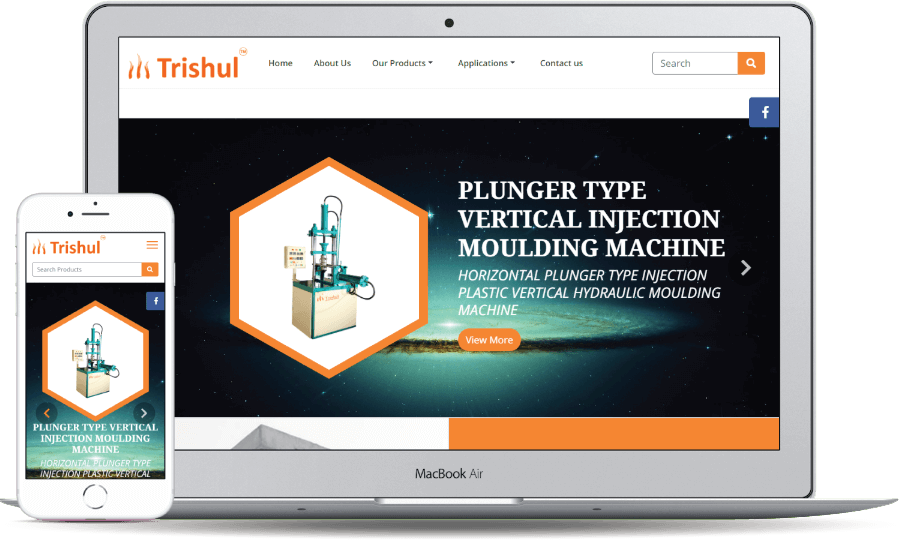 Trishul TM
Home About Us Our Products Applications Contact us
Search
f
PLUNGER TYPE
VERTICAL INJECTION
MOULDING MACHINE
HORIZONTAL PLUNGER TYPE INJECTION
PLASTIC VERTICAL HYDRAULIC MOULDING
MACHINE
View More
MacBook Air
Trishul
Search Products
f
PLUNGER TYPE VERTICAL
INJECTION MOULDING
MACHINE
HORIZONTAL PLUNGER TYPE
INJECTION PLASTIC VERTICAL